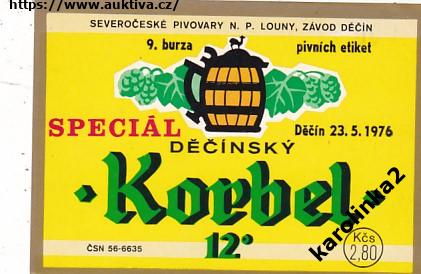 https://www.auktiva.cz/
SEVEROČESKÉ PIVOVARY N. P. LOUNY, ZÁVOD DĚČÍN
9. burza pivních etiket
SPECIÁL
Děčín 23. 5. 1976
DĚČÍNSKÝ
Korbel
12°
ČSN 56-6635
Kčs
2,80
karolinka2